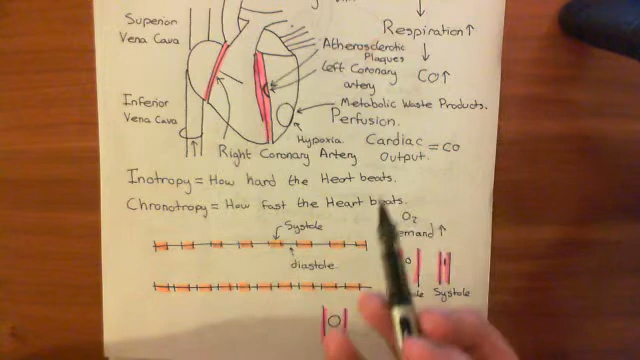 Superior
Vena Cava
Respiration↑
↓
Atherosclerotic
Plaques
Left Coronary
artery
CO↑
Inferior
Vena Cava
Metabolic Waste Products.
Perfusion.
Hypoxia.
Right Coronary Artery
Cardiac
Output. = CO
Inotropy = How hard the Heart beats.
Chronotropy = How fast the Heart beats.
O2
Systole
diastole
Systole